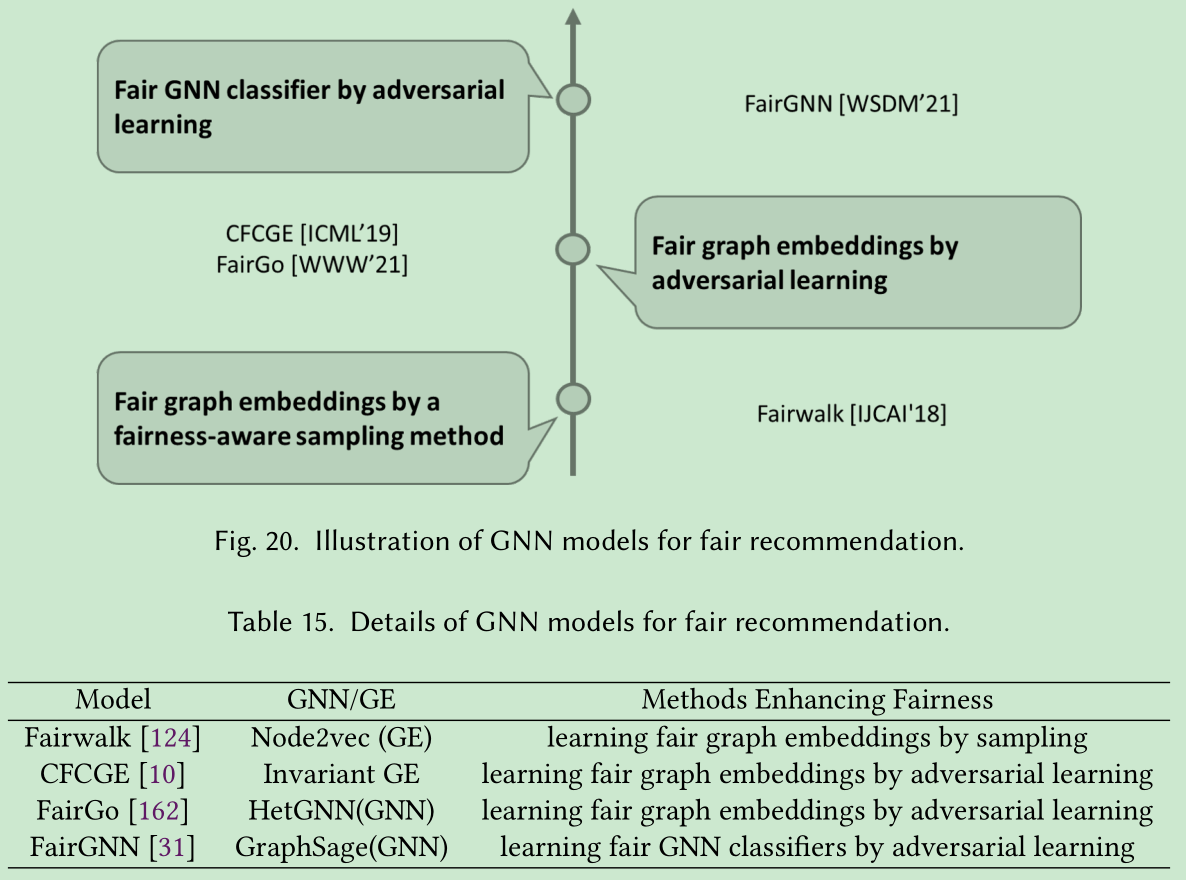 Fair GNN classifier by adversarial
learning
FairGNN [WSDM’21]
CFCGE [ICML’19]
FairGo [WWW’21]
Fair graph embeddings by
adversarial learning
Fair graph embeddings by a
fairness-aware sampling method
Fairwalk [IJCAI'18]
Fig. 20. Illustration of GNN models for fair recommendation.
Table 15. Details of GNN models for fair recommendation.
Model GNN/GE Methods Enhancing Fairness
Fairwalk [124] Node2vec (GE) learning fair graph embeddings by sampling
CFCGE [10] Invariant GE learning fair graph embeddings by adversarial learning
FairGo [162] HetGNN(GNN) learning fair graph embeddings by adversarial learning
FairGNN [31] GraphSage(GNN) learning fair GNN classifiers by adversarial learning